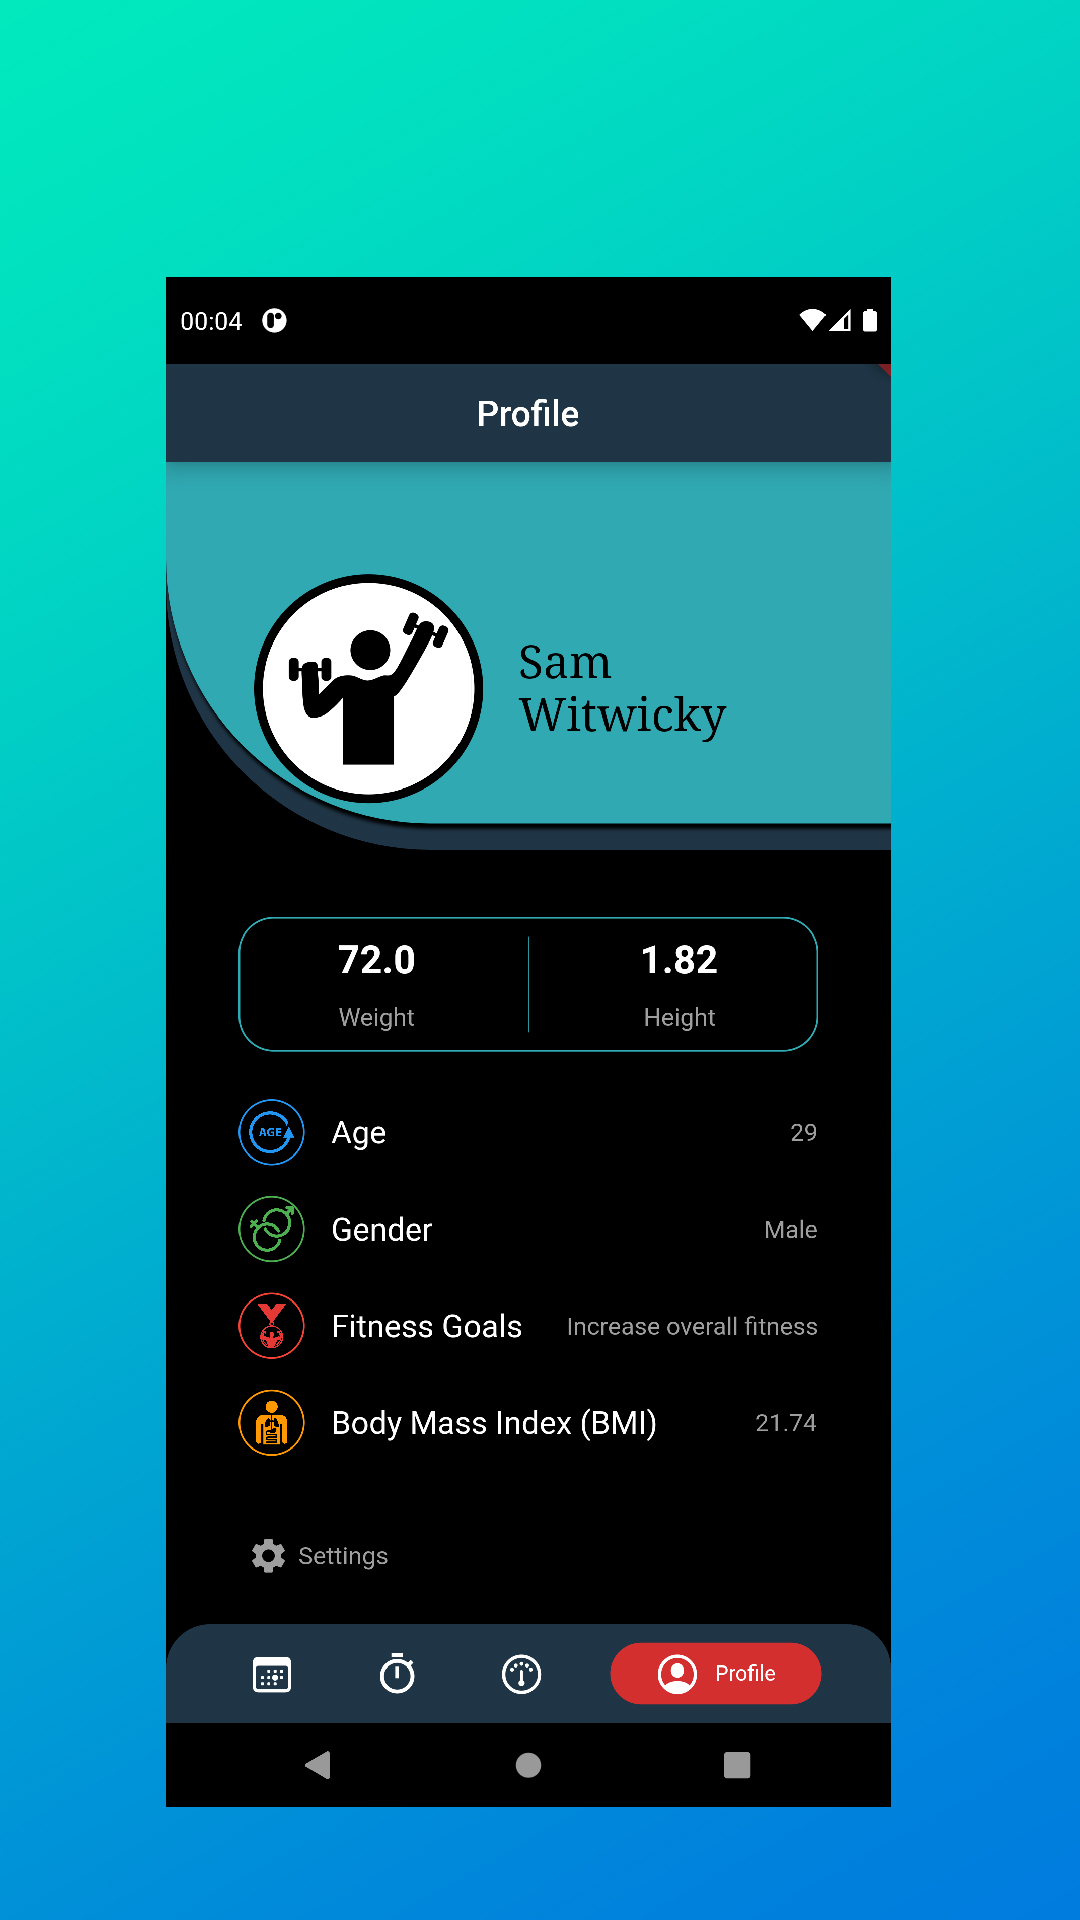 00:04
Profile
Sam
Witwicky
72.0 1.82
Weight Height
AGE Age 29
Gender Male
Fitness Goals Increase overall fitness
Body Mass Index (BMI) 21.74
Settings
Profile